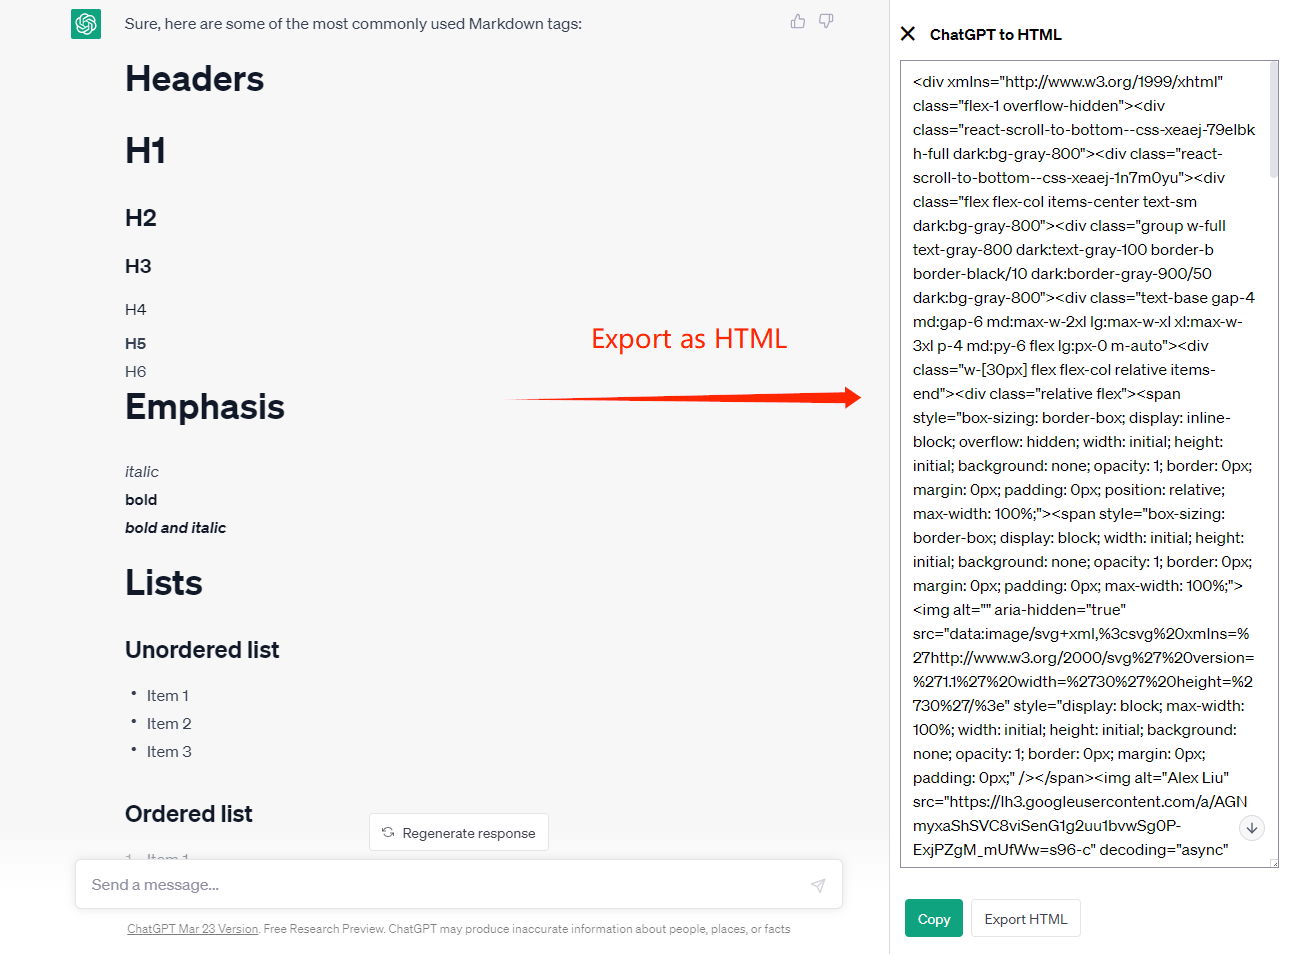 Sure, here are some of the most commonly used Markdown tags:
Headers
H1
H2
H3
H4
H5
H6
Emphasis
italic
bold
bold and italic
Lists
Unordered list
• Item 1
• Item 2
• Item 3
Ordered list
1. Item 1
Regenerate response
Send a message...
ChatGPT Mar 23 Version. Free Research Preview. ChatGPT may produce inaccurate information about people, places, or facts
Export as HTML
ChatGPT to HTML
<div xmlns="http://www.w3.org/1999/xhtml"
class="flex-1 overflow-hidden"><div
class="react-scroll-to-bottom--css-xeaej-79elbk
h-full dark:bg-gray-800"><div class="react-
scroll-to-bottom--css-xeaej-1n7m0yu"><div
class="flex flex-col items-center text-sm
dark:bg-gray-800"><div class="group w-full
text-gray-800 dark:text-gray-100 border-b
border-black/10 dark:border-gray-900/50
dark:bg-gray-800"><div class="text-base gap-4
md:gap-6 md:max-w-2xl lg:max-w-xl xl:max-w-
3xl p-4 md:py-6 flex lg:px-0 m-auto"><div
class="w-[30px] flex flex-col relative items-
end"><div class="relative flex"><span
style="box-sizing: border-box; display: inline-
block; overflow: hidden; width: initial; height:
initial; background: none; opacity: 1; border: 0px;
margin: 0px; padding: 0px; position: relative;
max-width: 100%;"><span style="box-sizing:
border-box; display: block; width: initial; height:
initial; background: none; opacity: 1; border: 0px;
margin: 0px; padding: 0px; max-width: 100%;">
<img alt="" aria-hidden="true"
src="data:image/svg+xml,%3csvg%20xmlns=%
27http://www.w3.org/2000/svg%27%20version=
%271.1%27%20width=%2730%27%20height=%2
730%27/%3e" style="display: block; max-width:
100%; width: initial; height: initial; background:
none; opacity: 1; border: 0px; margin: 0px;
padding: 0px;" /></span><img alt="Alex Liu"
src="https://lh3.googleusercontent.com/a/AGN
myxaShSVC8viSenG1g2uu1bvwSg0P-
ExjPZgM_mUfWw=s96-c" decoding="async"
Copy
Export HTML